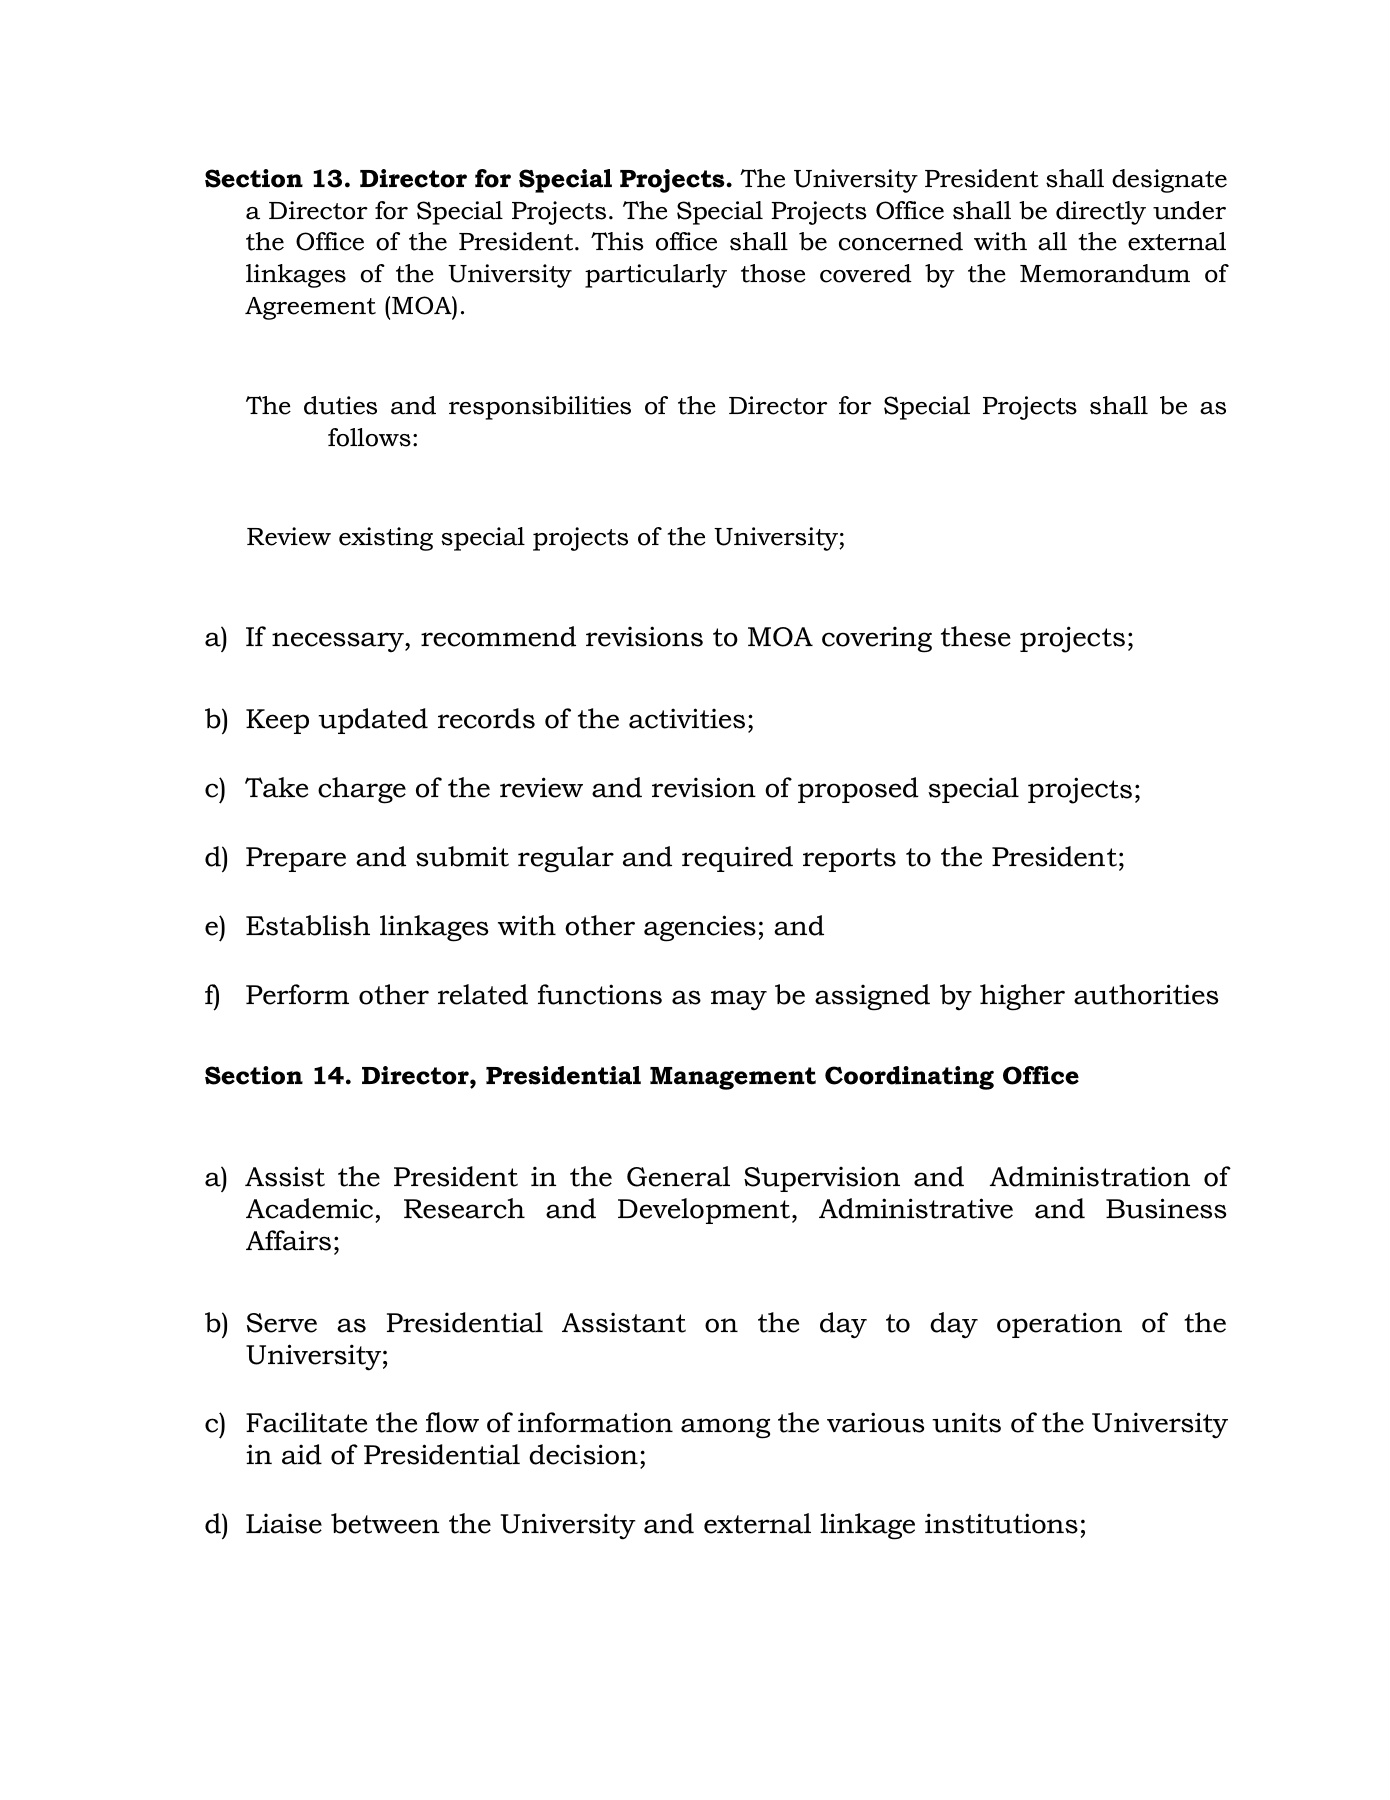 Section 13. Director for Special Projects. The University President shall designate
a Director for Special Projects. The Special Projects Office shall be directly under
the Office of the President. This office shall be concerned with all the external
linkages of the University particularly those covered by the Memorandum of
Agreement (MOA).
The duties and responsibilities of the Director for Special Projects shall be as
follows:
Review existing special projects of the University;
a) If necessary, recommend revisions to MOA covering these projects;
b) Keep updated records of the activities;
c) Take charge of the review and revision of proposed special projects;
d) Prepare and submit regular and required reports to the President;
e) Establish linkages with other agencies; and
f) Perform other related functions as may be assigned by higher authorities
Section 14. Director, Presidential Management Coordinating Office
a) Assist the President in the General Supervision and Administration of
Academic, Research and Development, Administrative and Business
Affairs;
b) Serve as Presidential Assistant on the day to day operation of the
University;
c) Facilitate the flow of information among the various units of the University
in aid of Presidential decision;
d) Liaise between the University and external linkage institutions;